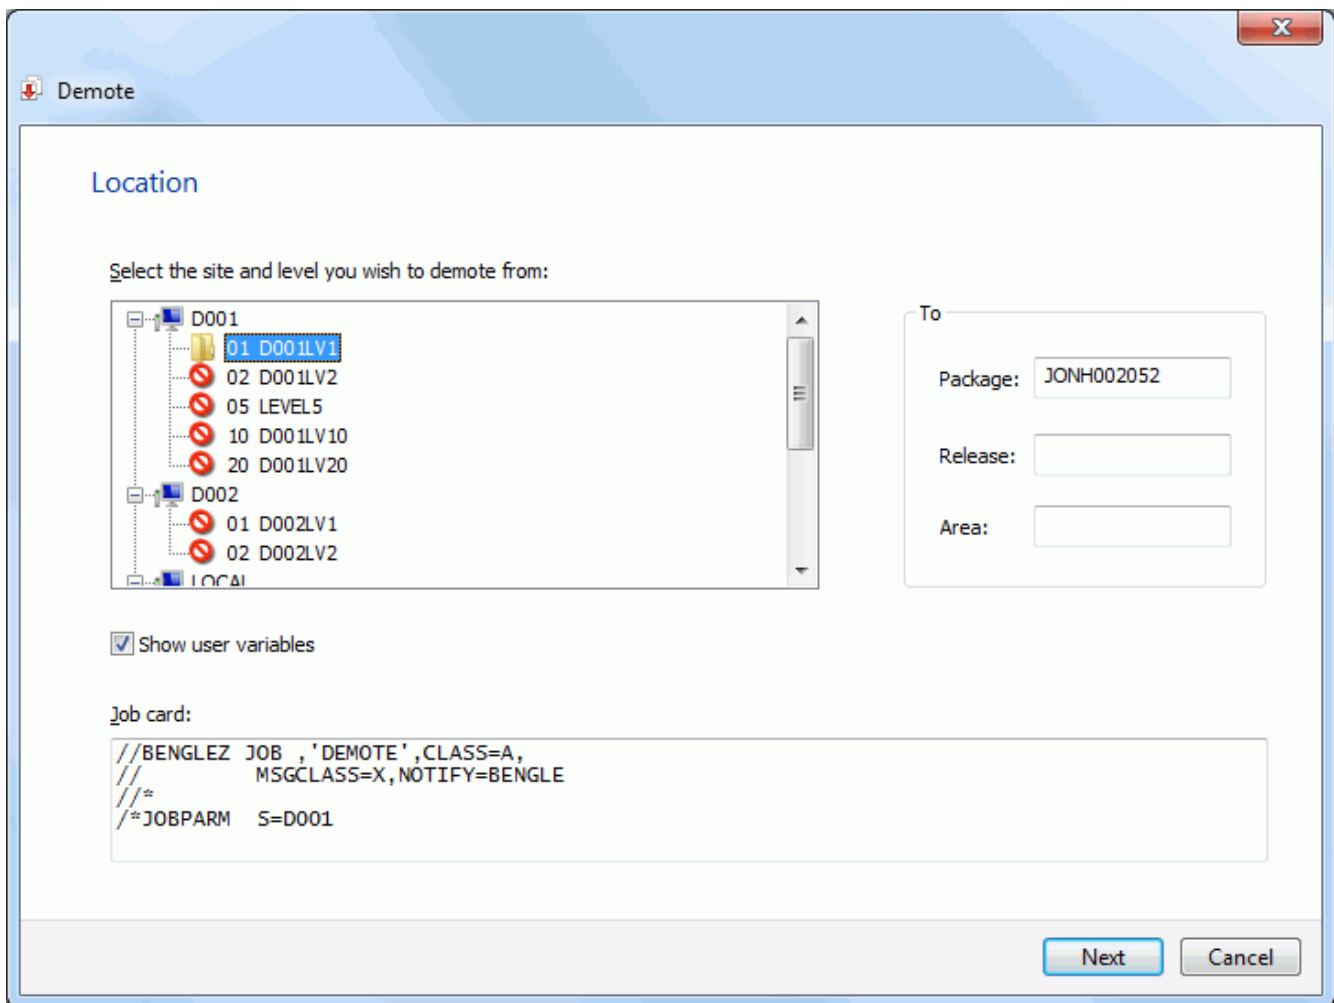 Demote
Location
Select the site and level you wish to demote from:
D001
01 D001LV1
02 D001LV2
05 LEVEL5
10 D001LV10
20 D001LV20
D002
01 D002LV1
02 D002LV2
LOCAL
To
Package: JONH002052
Release:
Area:
Show user variables
Job card:
//BENGLEZ JOB ,'DEMOTE',CLASS=A,
//         MSGCLASS=X,NOTIFY=BENGLE
//*
/*JOBPARM  S=D001
Next
Cancel